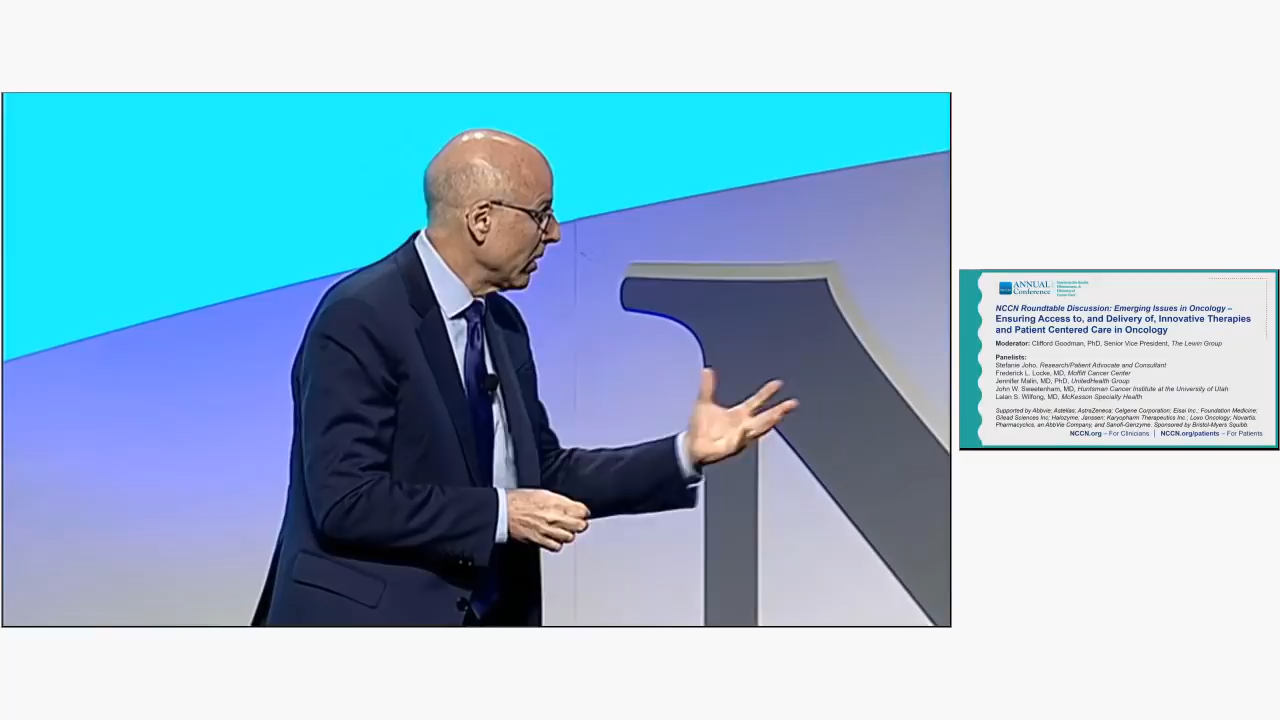 ANNUAL
Conference
NCCN Roundtable Discussion: Emerging Issues in Oncology –
Ensuring Access to, and Delivery of, Innovative Therapies
and Patient Centered Care in Oncology
Moderator: Clifford Goodman, PhD, Senior Vice President, The Lewin Group
Panelists:
Stefanie Joho, Research/Patient Advocate and Consultant
Frederick L. Locke, MD, Moffitt Cancer Center
Jennifer Malin, MD, PhD, UnitedHealth Group
John W. Sweetenham, MD, Huntsman Cancer Institute at the University of Utah
Lalan S. Wilfong, MD, McKesson Specialty Health
Supported by Abbvie; Astellas; AstraZeneca; Celgene Corporation; Eisai Inc.; Foundation Medicine;
Gilead Sciences Inc; Halozyme; Janssen; Karyopharm Therapeutics Inc.; Loxo Oncology; Novartis;
Pharmacyclics, an AbbVie Company, and Sanofi-Genzyme. Sponsored by Bristol-Myers Squibb.
NCCN.org – For Clinicians | NCCN.org/patients – For Patients